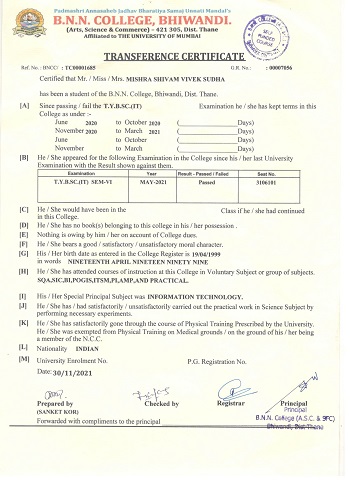 Padmashri Annasaheb Jadhav Bharatiya Samaj Unnati Mandal's
B.N.N. COLLEGE, BHIWANDI.
(Arts, Science & Commerce) - 421 305, Dist. Thane
Affiliated to THE UNIVERSITY OF MUMBAI
SELF FUNDED COURSE
TRANSFERENCE CERTIFICATE
Ref. No.: BNCC: TC00001685 G.R No.: : 00007056
Certified that Mr. / Miss / Mrs. MISHRA SHIVAM VIVEK SUDHA
has been a student of the B.N.N. College, Bhiwandi, Dist. Thane.
[A] Since passing / fail the T.Y.B.SC.(IT) Examination he / she has kept terms in this
College as under :-
June 2020 to October 2020 ( Days)
November 2020 to March 2021 ( Days)
June to October ( Days)
November to March ( Days)
[B] He / She appeared for the following Examination in the College since his / her last University
Examination with the Result shown against them.
Examination Year Result - Passed / Failed Seat No.
T.Y.B.SC.(IT) SEM-VI MAY-2021 Passed 3106101
[C] He / She would have been in the Class if he / she had continued
in this College.
[D] He / She has no book(s) belonging to this college in his / her possession .
[E] Nothing is owing by him / her on account of College dues.
[F] He / She bears a good / satisfactory / unsatisfactory moral character.
[G] His / Her birth date as entered in the College Register is 19/04/1999
in words NINETEENTH APRIL NINETEEN NINETY NINE
[H] He / She has attended courses of instruction at this College in Voluntary Subject or group of subjects.
SQA,SIC,BI,POGIS,ITSM,PLAMP,AND PRACTICAL.
[I] His / Her Special Principal Subject was INFORMATION TECHNOLOGY.
[J] He / She has / had satisfactorily / unsatisfactorily carried out the practical work in Science Subject by
performing necessary experiments.
[K] He / She has satisfactorily gone through the course of Physical Training Prescribed by the University.
He / She was exempted from Physical Training on Medical grounds / on the ground of his / her being
a member of the N.C.C.
[L] Nationality INDIAN
[M] University Enrolment No. P.G. Registration No.
Date: 30/11/2021
Prepared by Checked by Registrar Principal
(SANKET KOR) Principal
B.N.N. College (A.S.C. & SFC)
Forwarded with compliments to the principal Bhiwandi, Dist. Thane